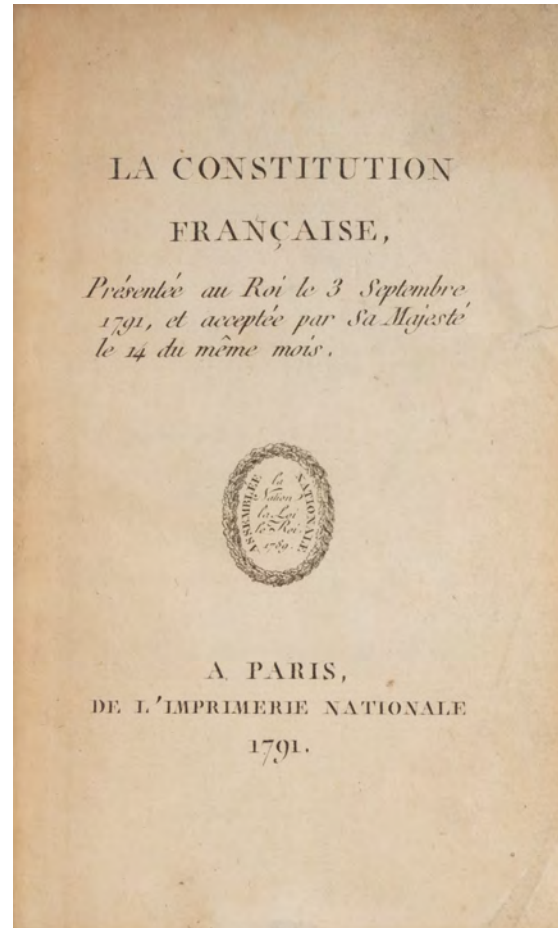 LA CONSTITUTION
FRANÇAISE,
Présentée au Roi le 3 Septembre
1791, et acceptée par Sa Majesté
le 14 du même mois.
ASSEMBLÉE NATIONALE
la
Nation
la Loi
le Roi
1789.
A PARIS,
DE L'IMPRIMERIE NATIONALE
1791.